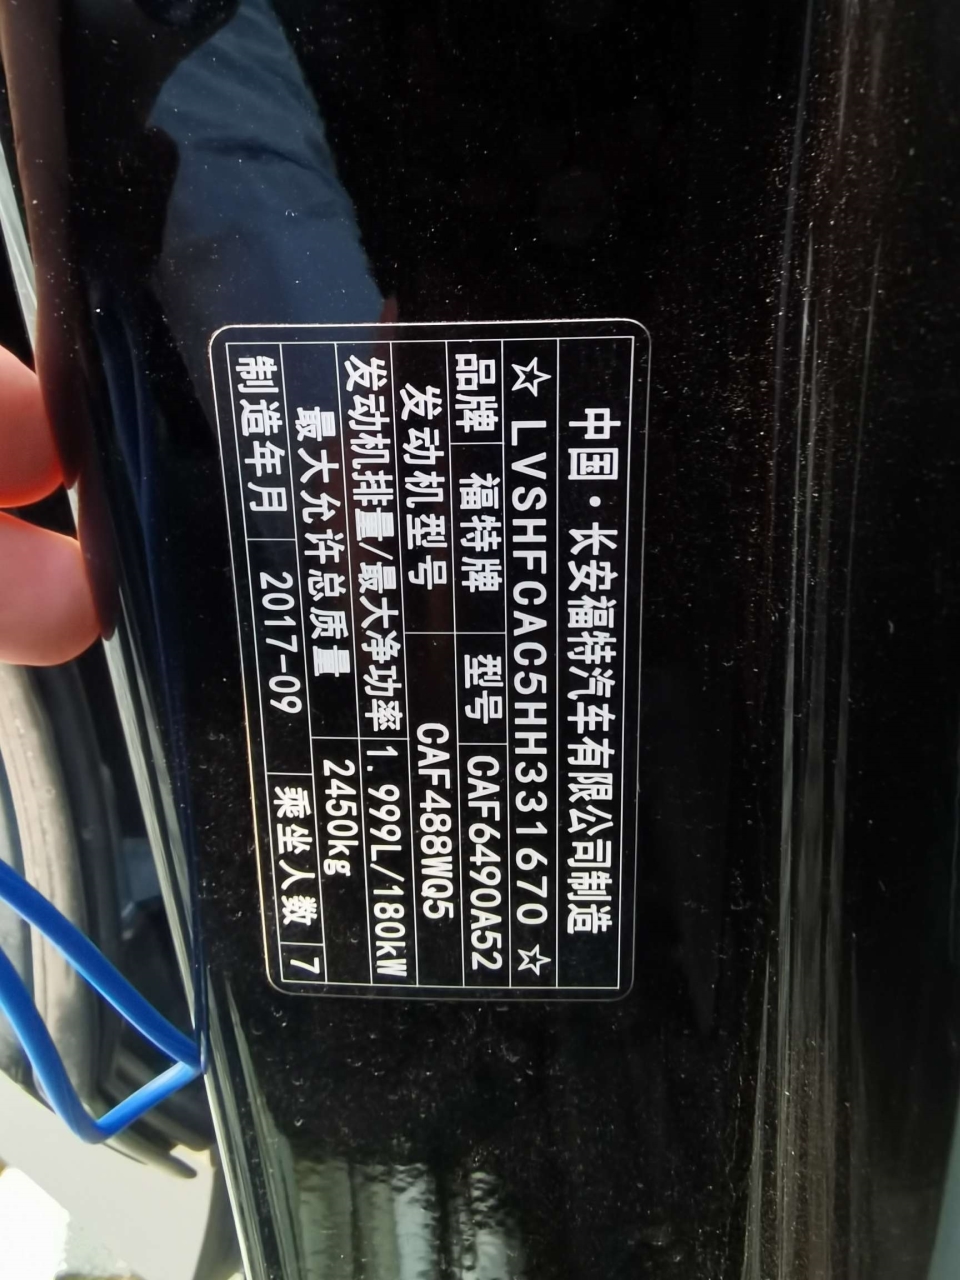 中国·长安福特汽车有限公司制造
☆LVSHFCAC5HH331670☆
品牌 福特牌 型号 CAF6490A52
发动机型号 CAF488WQ5
发动机排量/最大净功率 1.999L/180kW
最大允许总质量 2450kg
制造年月 2017-09 乘坐人数 7